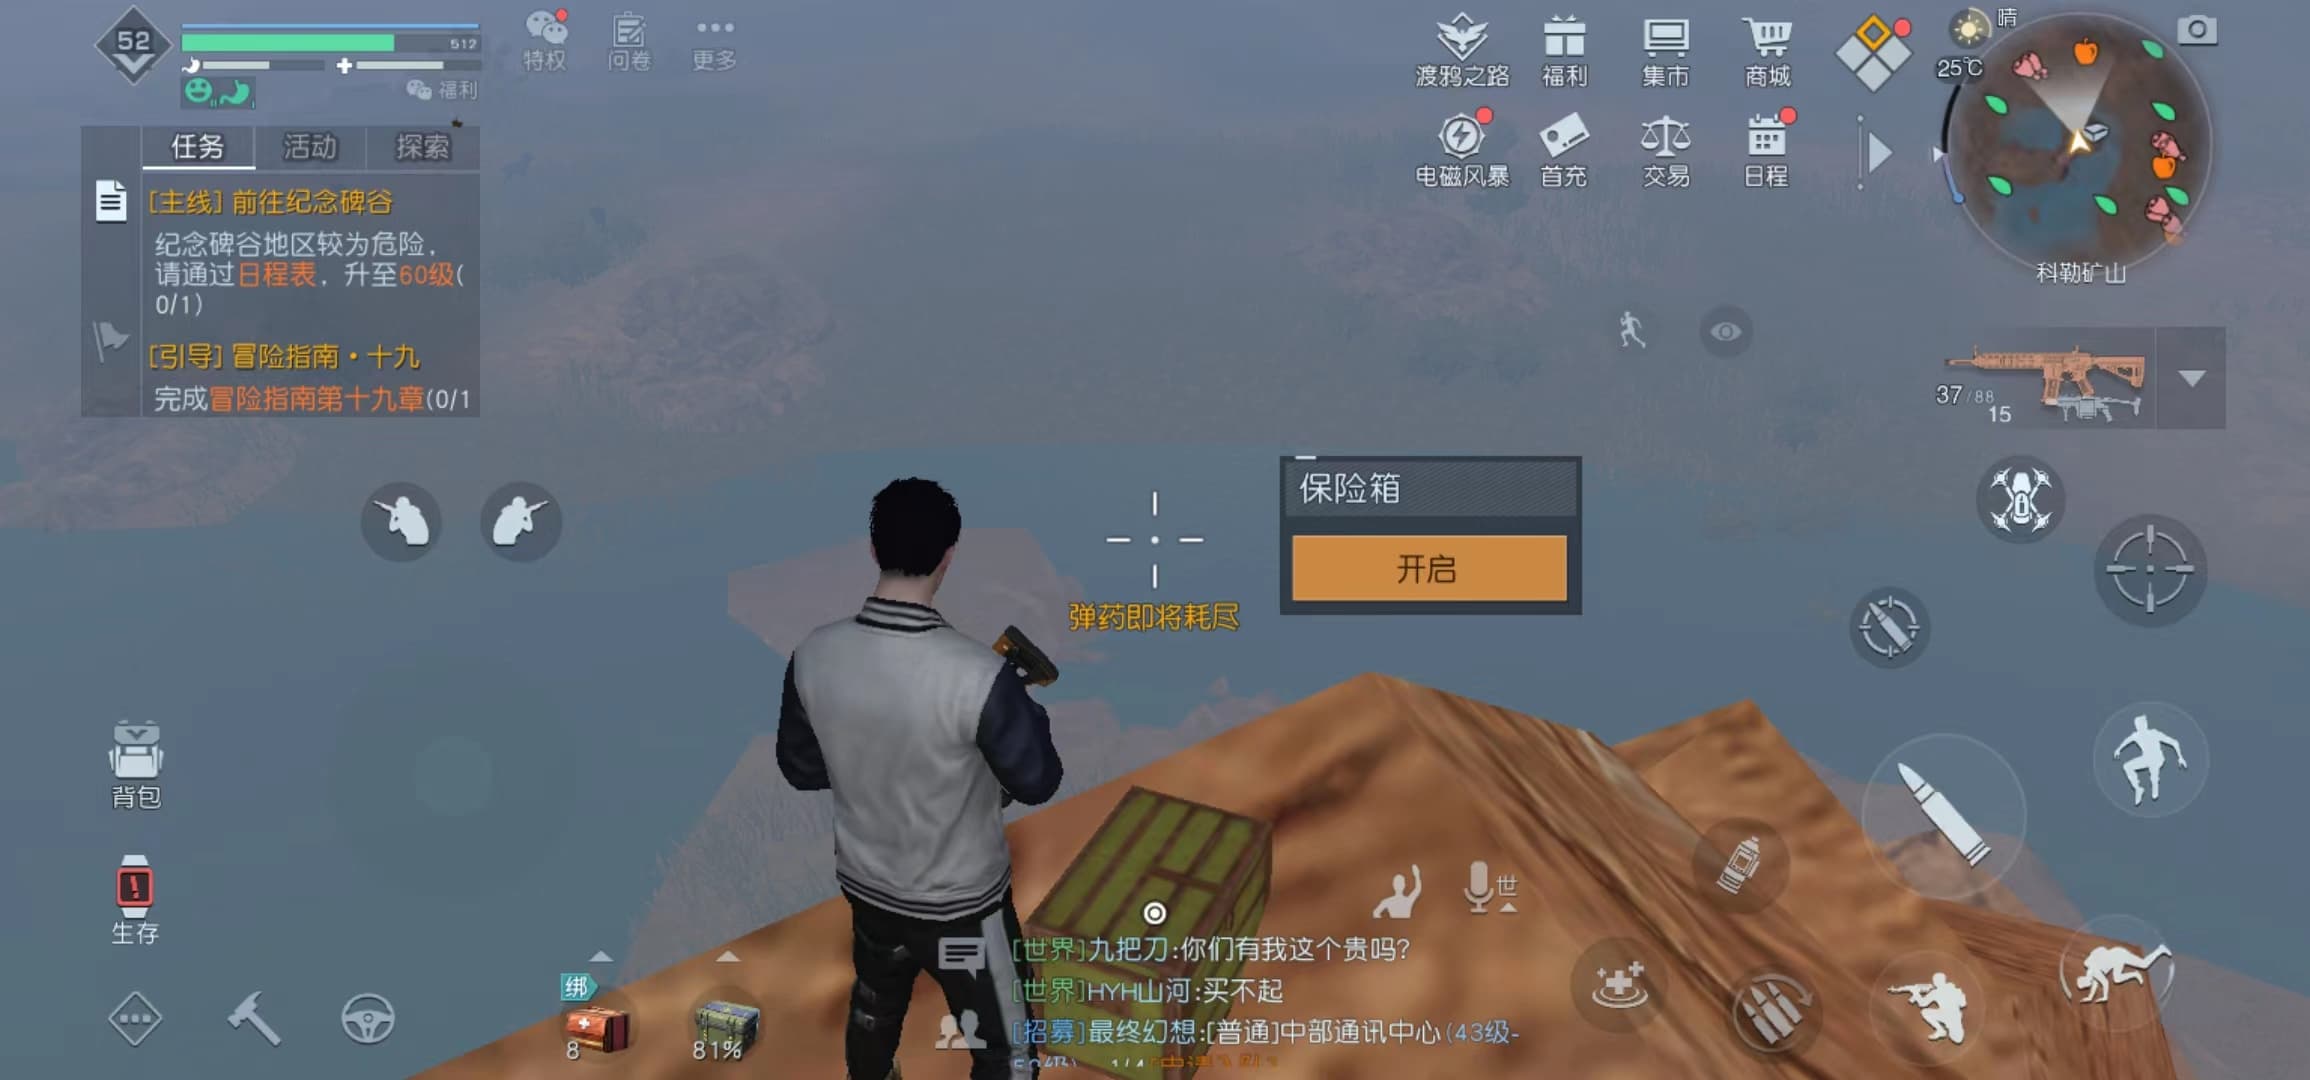 52
512
特权
问卷
更多
福利
任务
活动
探索
[主线] 前往纪念碑谷
纪念碑谷地区较为危险，
请通过日程表，升至60级(
0/1)
[引导] 冒险指南·十九
完成冒险指南第十九章(0/1
渡鸦之路
福利
集市
商城
电磁风暴
首充
交易
日程
晴
25℃
科勒矿山
37/88
15
保险箱
开启
弹药即将耗尽
背包
生存
绑
8
81%
世
[世界]九把刀:你们有我这个贵吗?
[世界]HYH山河:买不起
[招募]最终幻想:[普通]中部通讯中心(43级-